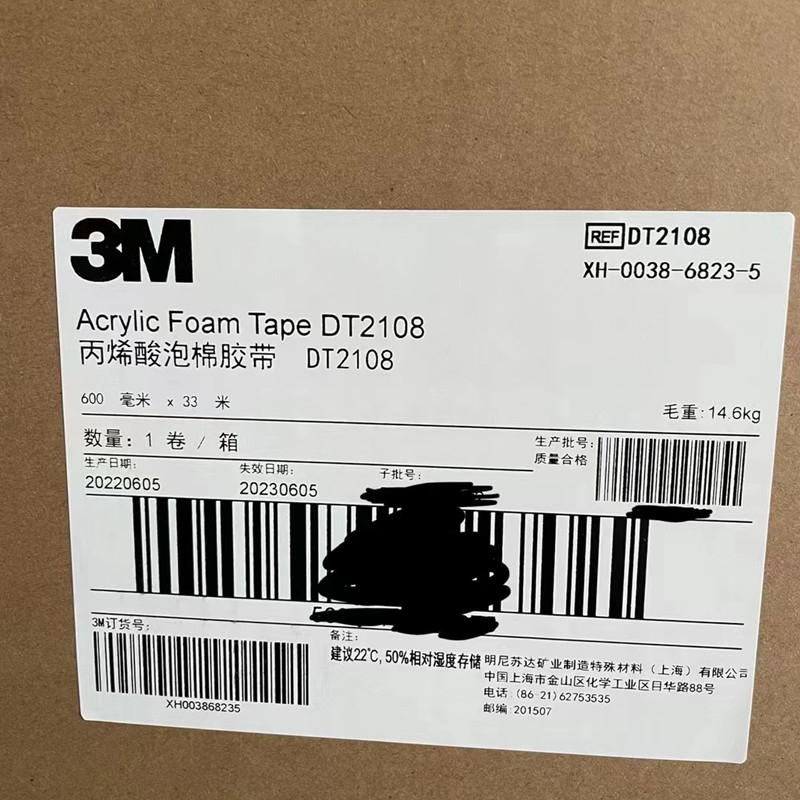 3M
REF DT2108
XH-0038-6823-5
Acrylic Foam Tape DT2108
丙烯酸泡棉胶带 DT2108
600 毫米 x 33 米
毛重:14.6kg
数量: 1 卷 / 箱
生产批号:
质量合格
生产日期:
失效日期:
子批号:
20220605
20230605
3M订货号:
XH003868235
备注:
建议22℃, 50%相对湿度存储
明尼苏达矿业制造特殊材料（上海）有限公司
中国上海市金山区化学工业区目华路88号
电话:(86-21)62753535
邮编:201507